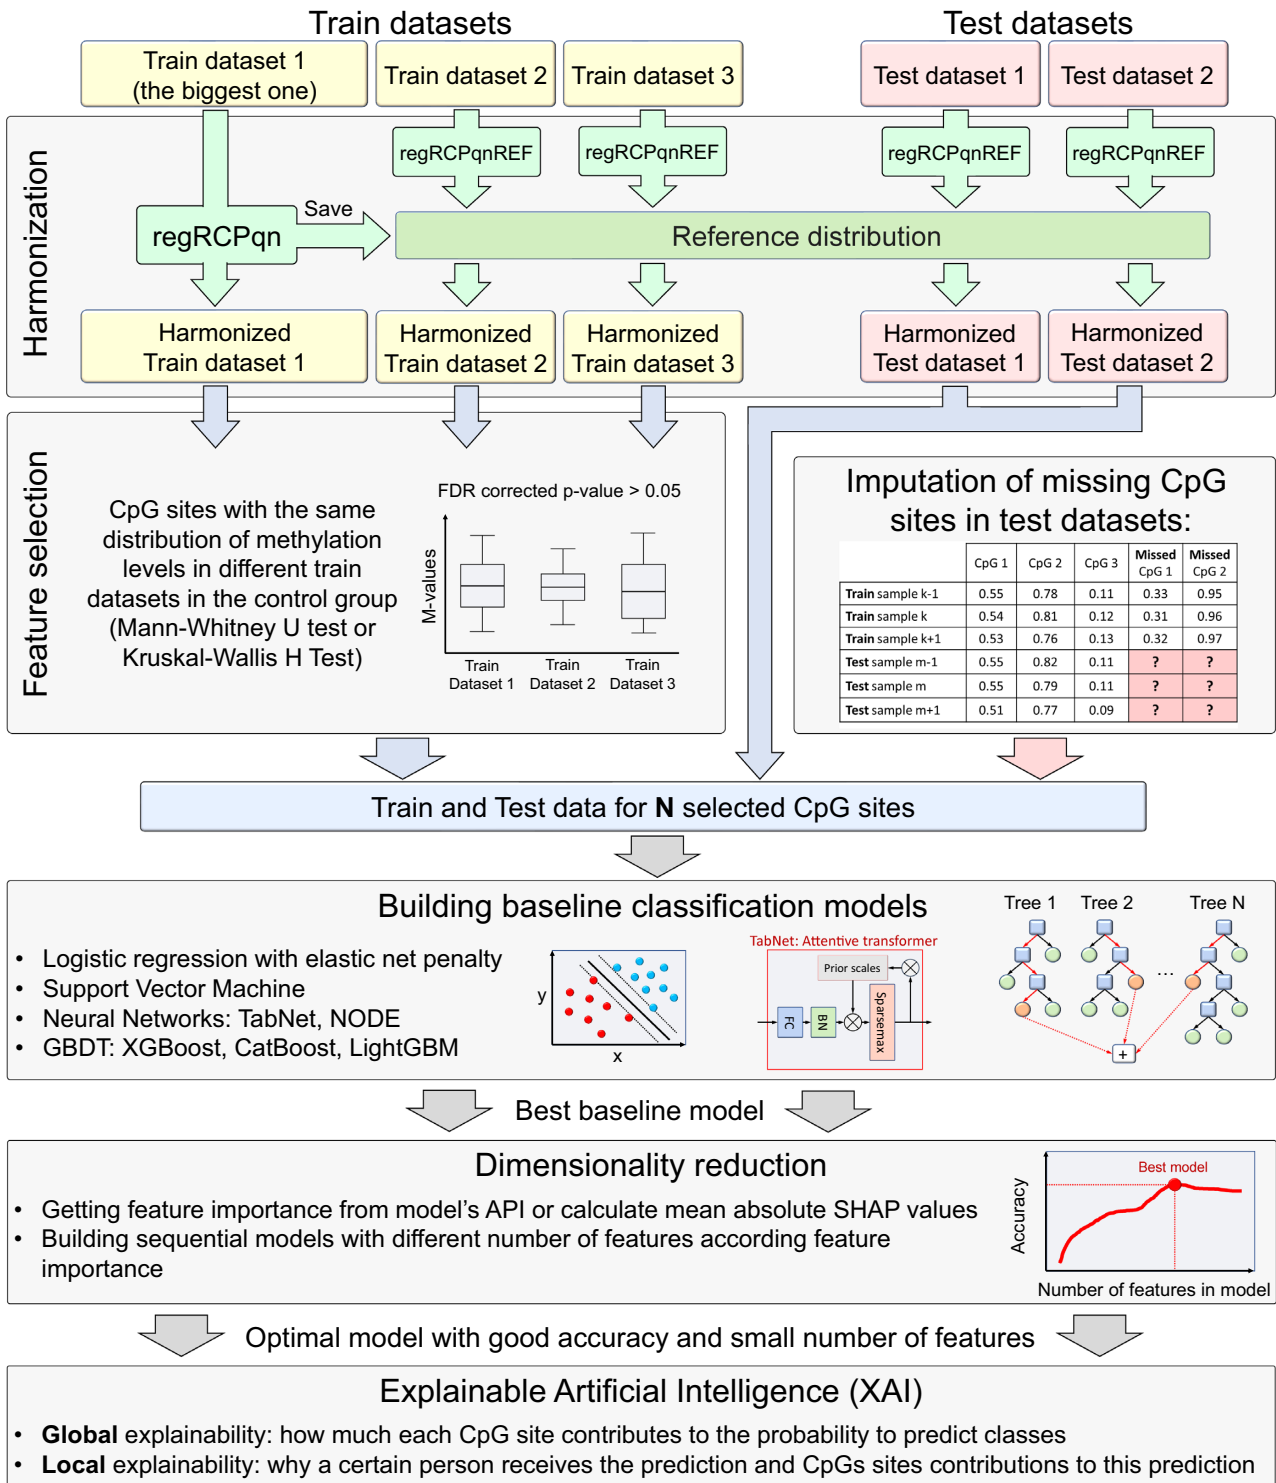 Train datasets
Test datasets
Train dataset 1
(the biggest one)
Train dataset 2
Train dataset 3
Test dataset 1
Test dataset 2
Harmonization
regRCPqnREF
regRCPqnREF
regRCPqnREF
regRCPqnREF
regRCPqn
Save
Reference distribution
Harmonized
Train dataset 1
Harmonized
Train dataset 2
Harmonized
Train dataset 3
Harmonized
Test dataset 1
Harmonized
Test dataset 2
Feature selection
CpG sites with the same
distribution of methylation
levels in different train
datasets in the control group
(Mann-Whitney U test or
Kruskal-Wallis H Test)
FDR corrected p-value > 0.05
M-values
Train
Dataset 1
Train
Dataset 2
Train
Dataset 3
Imputation of missing CpG
sites in test datasets:
CpG 1 CpG 2 CpG 3 Missed CpG 1 Missed CpG 2
Train sample k-1 0.55 0.78 0.11 0.33 0.95
Train sample k 0.54 0.81 0.12 0.31 0.96
Train sample k+1 0.53 0.76 0.13 0.32 0.97
Test sample m-1 0.55 0.82 0.11 ? ?
Test sample m 0.55 0.79 0.11 ? ?
Test sample m+1 0.51 0.77 0.09 ? ?
Train and Test data for N selected CpG sites
Building baseline classification models
• Logistic regression with elastic net penalty
• Support Vector Machine
• Neural Networks: TabNet, NODE
• GBDT: XGBoost, CatBoost, LightGBM
y
x
TabNet: Attentive transformer
Prior scales
FC
BN
Sparsemax
Tree 1
Tree 2
Tree N
...
+
Best baseline model
Dimensionality reduction
• Getting feature importance from model's API or calculate mean absolute SHAP values
• Building sequential models with different number of features according feature
importance
Accuracy
Best model
Number of features in model
Optimal model with good accuracy and small number of features
Explainable Artificial Intelligence (XAI)
• Global explainability: how much each CpG site contributes to the probability to predict classes
• Local explainability: why a certain person receives the prediction and CpGs sites contributions to this prediction